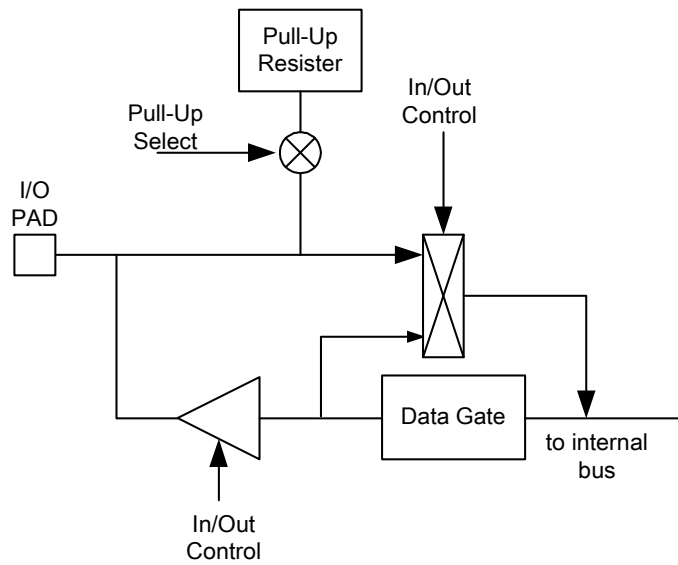 Pull-Up
Resister
In/Out
Control
Pull-Up
Select
I/O
PAD
Data Gate
to internal
bus
In/Out
Control